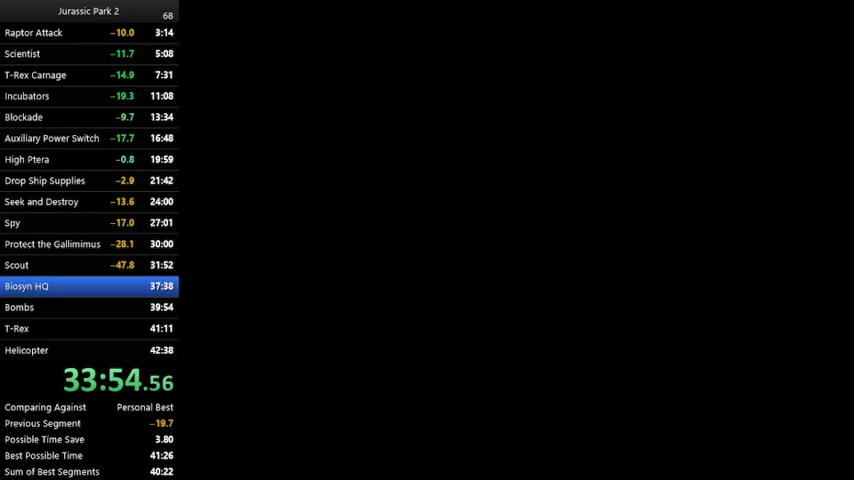 Jurassic Park 2
68
Raptor Attack −10.0 3:14
Scientist −11.7 5:08
T-Rex Carnage −14.9 7:31
Incubators −19.3 11:08
Blockade −9.7 13:34
Auxiliary Power Switch −17.7 16:48
High Ptera −0.8 19:59
Drop Ship Supplies −2.9 21:42
Seek and Destroy −13.6 24:00
Spy −17.0 27:01
Protect the Gallimimus −28.1 30:00
Scout −47.8 31:52
Biosyn HQ 37:38
Bombs 39:54
T-Rex 41:11
Helicopter 42:38
33:54.56
Comparing Against Personal Best
Previous Segment −19.7
Possible Time Save 3.80
Best Possible Time 41:26
Sum of Best Segments 40:22